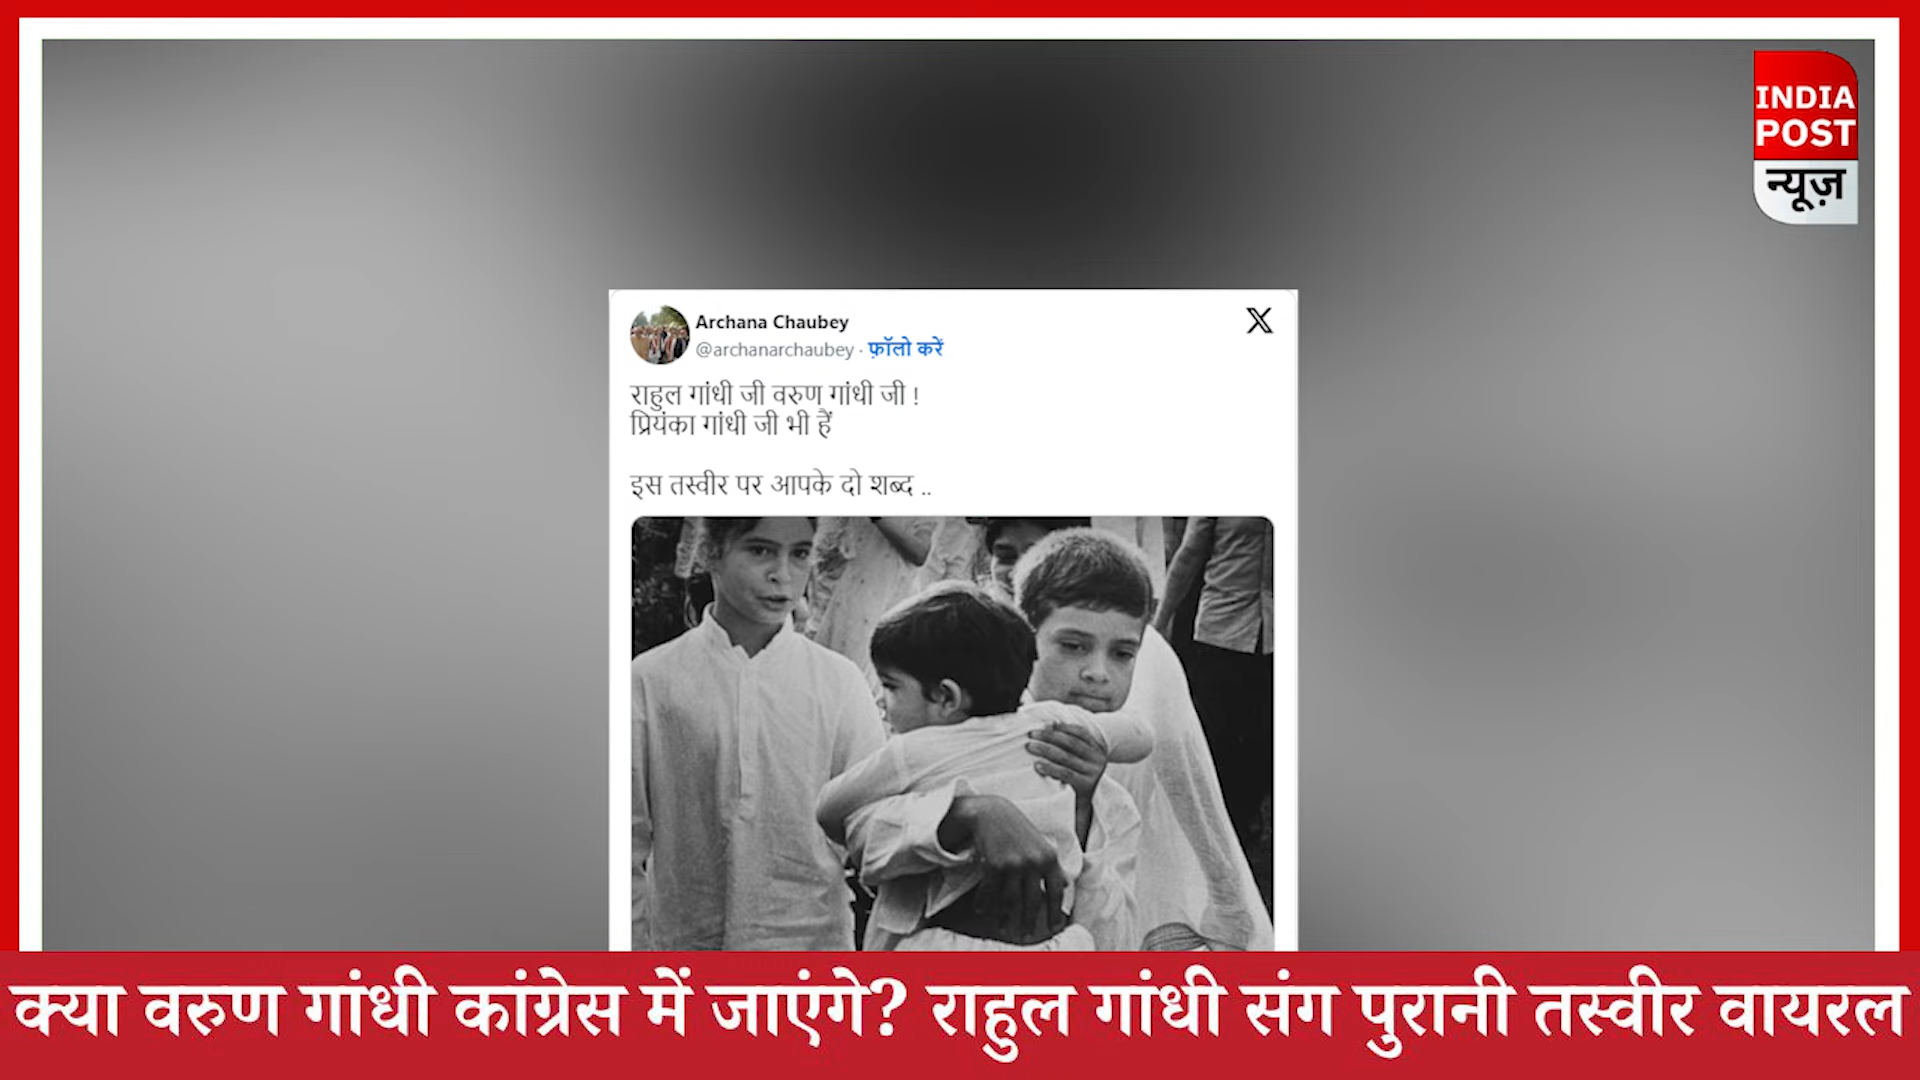 INDIA
POST
न्यूज़
Archana Chaubey
@archanarchaubey · फ़ॉलो करें
राहुल गांधी जी वरुण गांधी जी !
प्रियंका गांधी जी भी हैं
इस तस्वीर पर आपके दो शब्द ..
क्या वरुण गांधी कांग्रेस में जाएंगे? राहुल गांधी संग पुरानी तस्वीर वायरल